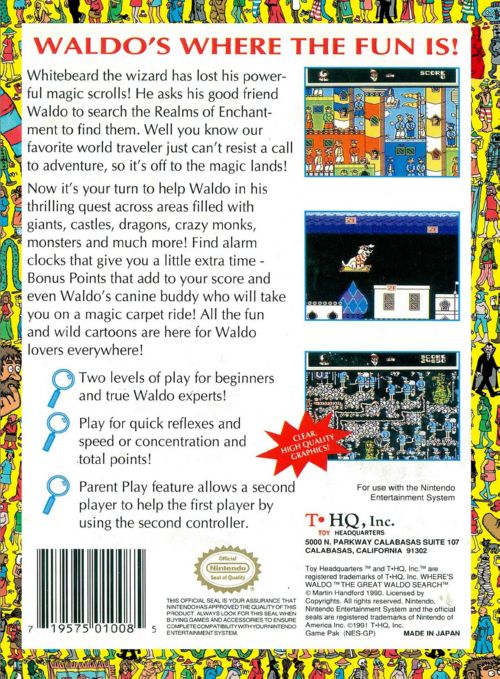 WALDO'S WHERE THE FUN IS!
Whitebeard the wizard has lost his power-
ful magic scrolls! He asks his good friend
Waldo to search the Realms of Enchant-
ment to find them. Well you know our
favorite world traveler just can't resist a call
to adventure, so it's off to the magic lands!
Now it's your turn to help Waldo in his
thrilling quest across areas filled with
giants, castles, dragons, crazy monks,
monsters and much more! Find alarm
clocks that give you a little extra time -
Bonus Points that add to your score and
even Waldo's canine buddy who will take
you on a magic carpet ride! All the fun
and wild cartoons are here for Waldo
lovers everywhere!
Two levels of play for beginners
and true Waldo experts!
Play for quick reflexes and
speed or concentration and
total points!
Parent Play feature allows a second
player to help the first player by
using the second controller.
SCORE
SCORE
CLEAR,
HIGH QUALITY
GRAPHICS!
For use with the Nintendo
Entertainment System
T•HQ, Inc.
TOY HEADQUARTERS
5000 N. PARKWAY CALABASAS SUITE 107
CALABASAS, CALIFORNIA 91302
Toy Headquarters ™ and T•HQ, Inc.™ are
registered trademarks of T•HQ, Inc. WHERE'S
WALDO ™ THE GREAT WALDO SEARCH™
© Martin Handford 1990. Licensed by
Copyrights. All rights reserved. Nintendo,
Nintendo Entertainment System and the official
seals are registered trademarks of Nintendo of
America Inc. ©1991 T•HQ, Inc.
Game Pak (NES-GP) MADE IN JAPAN
Official
Nintendo
Seal of Quality
THIS OFFICIAL SEAL IS YOUR ASSURANCE THAT
NINTENDO HAS APPROVED THE QUALITY OF THIS
PRODUCT. ALWAYS LOOK FOR THIS SEAL WHEN
BUYING GAMES AND ACCESSORIES TO ENSURE
COMPLETE COMPATIBILITY WITH YOUR NINTENDO
ENTERTAINMENT SYSTEM.
7 19575 01008 5